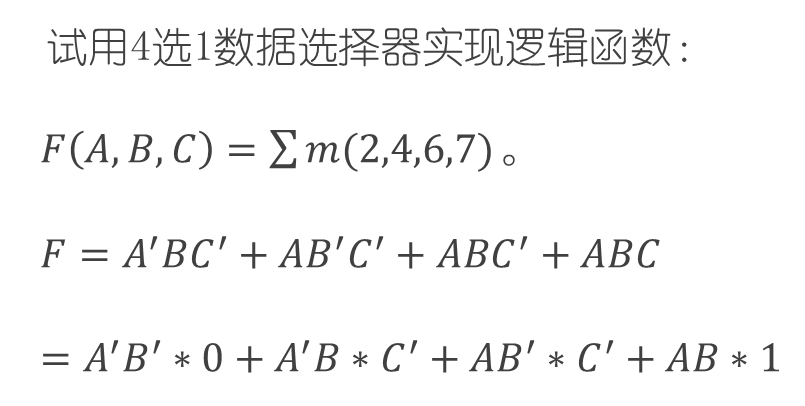 试用4选1数据选择器实现逻辑函数：
F(A, B, C) = ∑m(2,4,6,7)。
F = A′BC′ + AB′C′ + ABC′ + ABC
= A′B′ * 0 + A′B * C′ + AB′ * C′ + AB * 1